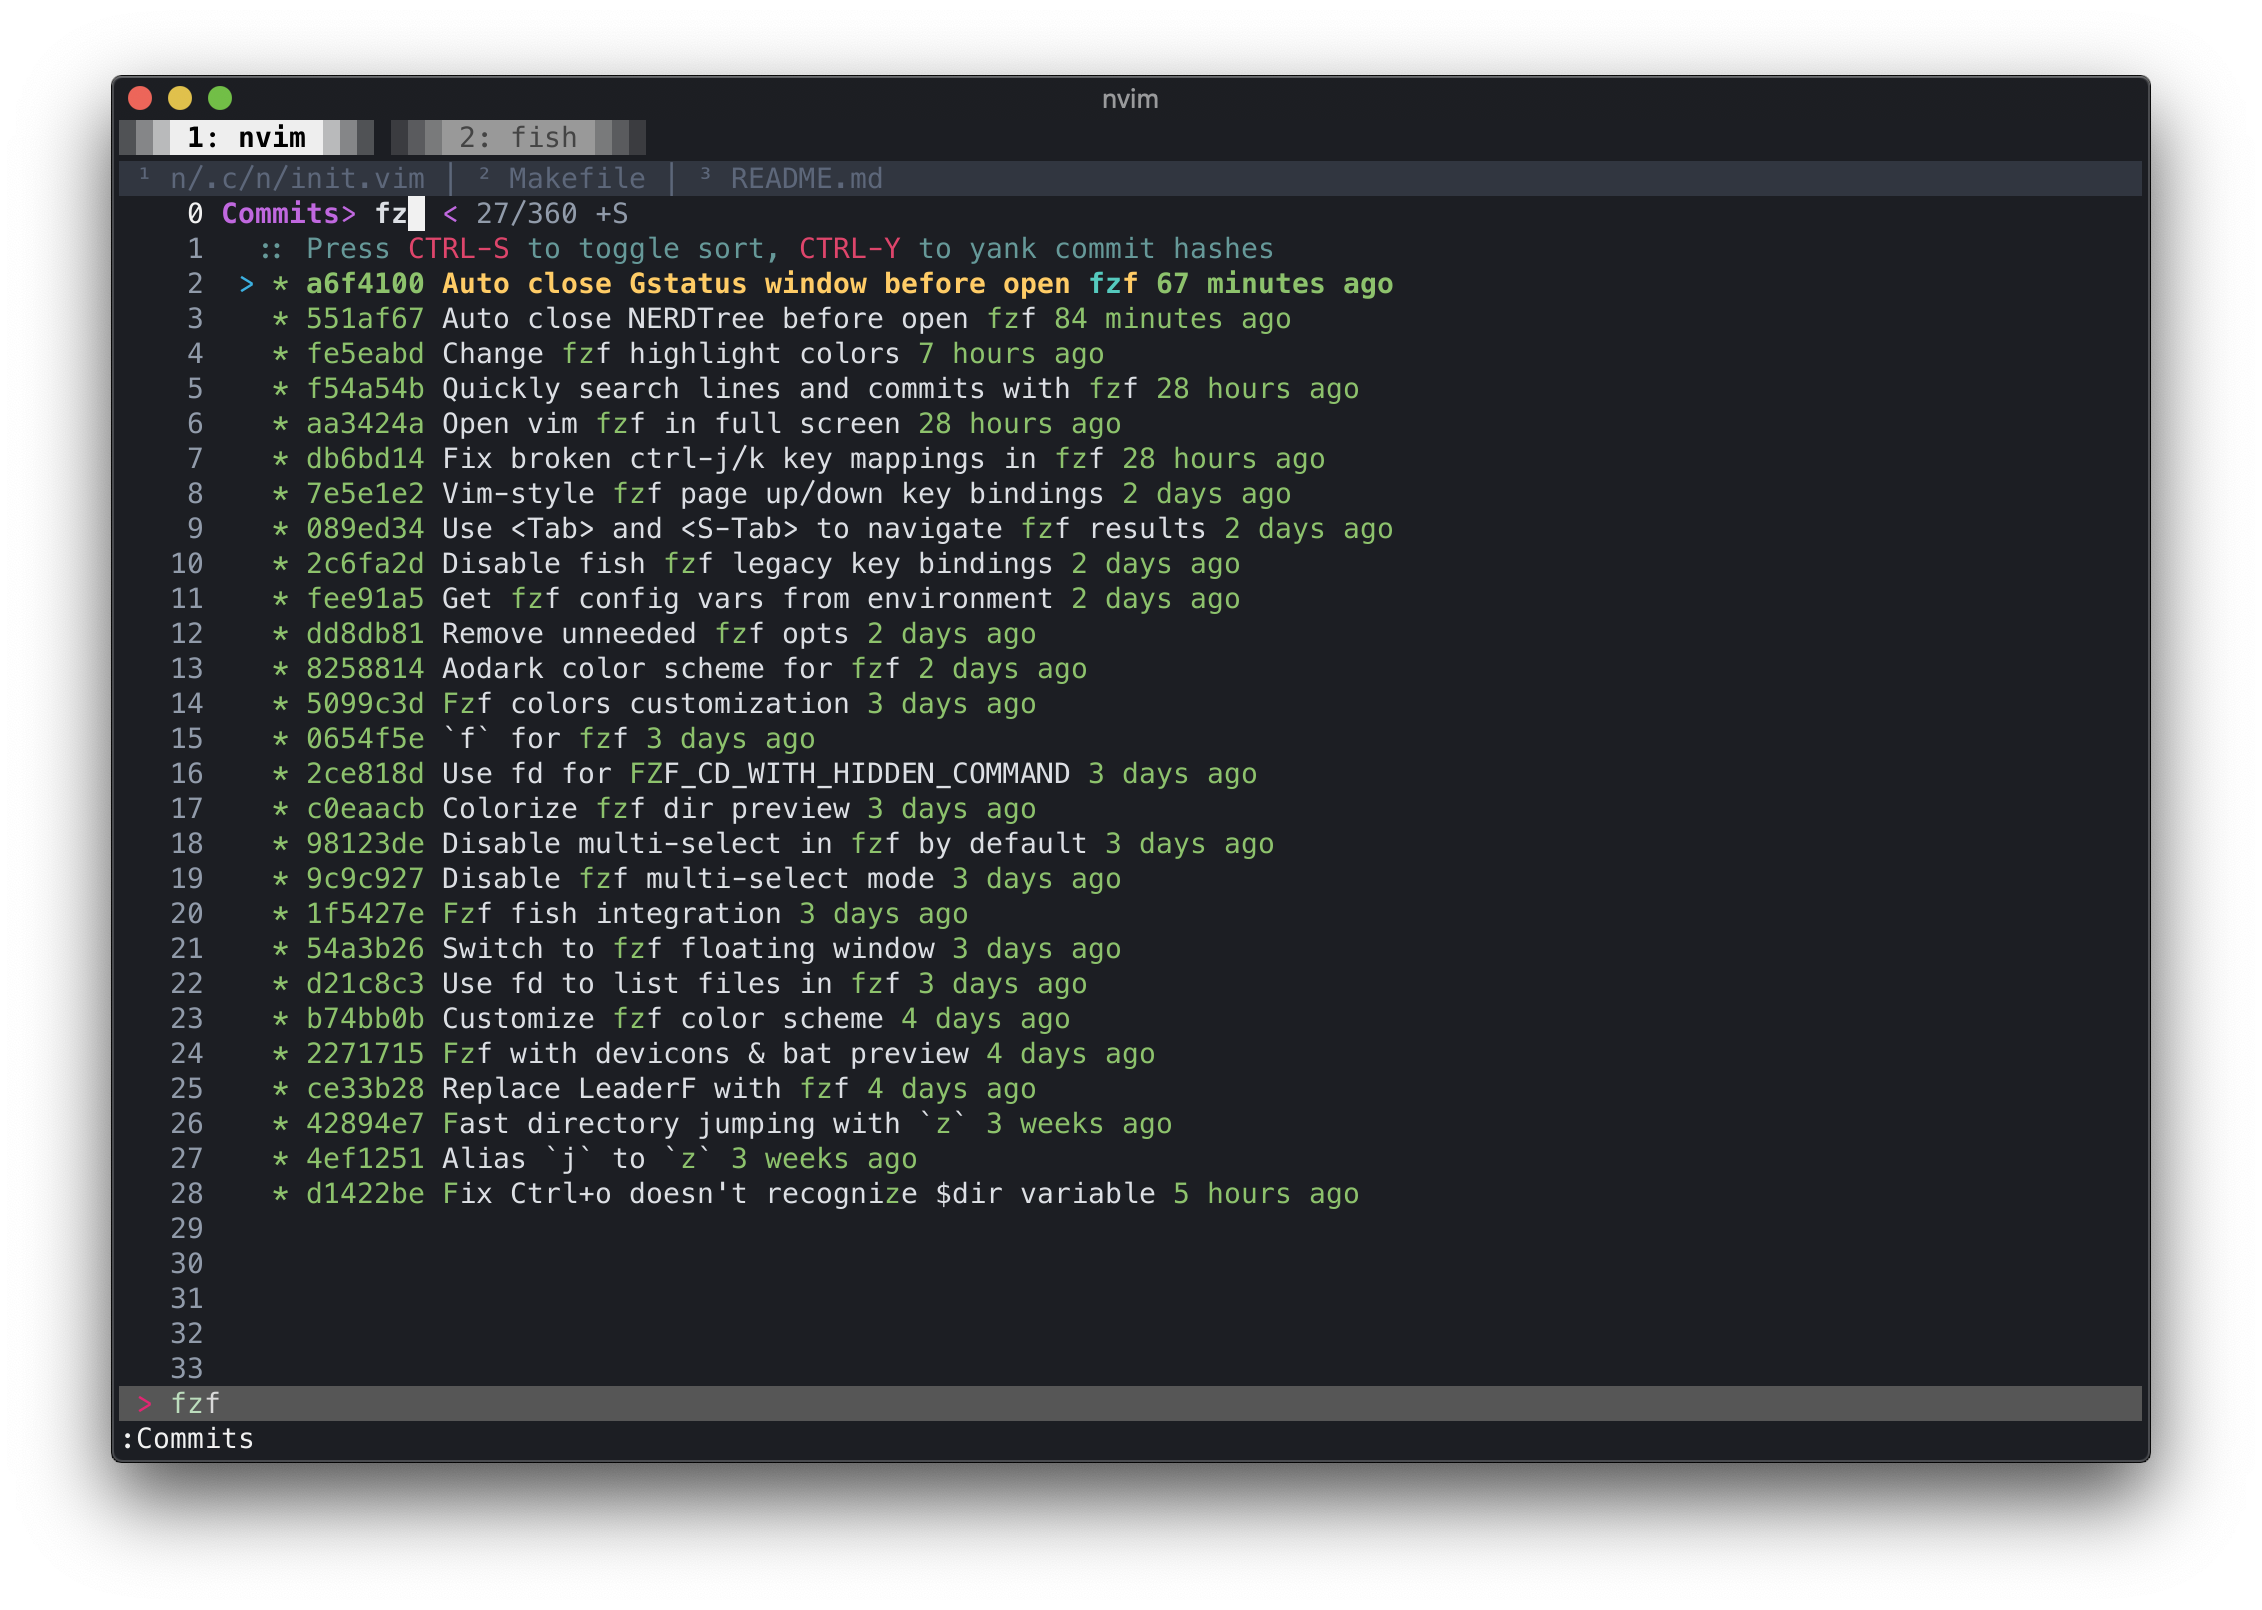 nvim
1: nvim 2: fish
¹ n/.c/n/init.vim │ ² Makefile │ ³ README.md
0 Commits> fz < 27/360 +S
1 :: Press CTRL-S to toggle sort, CTRL-Y to yank commit hashes
2 > * a6f4100 Auto close Gstatus window before open fzf 67 minutes ago
3 * 551af67 Auto close NERDTree before open fzf 84 minutes ago
4 * fe5eabd Change fzf highlight colors 7 hours ago
5 * f54a54b Quickly search lines and commits with fzf 28 hours ago
6 * aa3424a Open vim fzf in full screen 28 hours ago
7 * db6bd14 Fix broken ctrl-j/k key mappings in fzf 28 hours ago
8 * 7e5e1e2 Vim-style fzf page up/down key bindings 2 days ago
9 * 089ed34 Use <Tab> and <S-Tab> to navigate fzf results 2 days ago
10 * 2c6fa2d Disable fish fzf legacy key bindings 2 days ago
11 * fee91a5 Get fzf config vars from environment 2 days ago
12 * dd8db81 Remove unneeded fzf opts 2 days ago
13 * 8258814 Aodark color scheme for fzf 2 days ago
14 * 5099c3d Fzf colors customization 3 days ago
15 * 0654f5e `f` for fzf 3 days ago
16 * 2ce818d Use fd for FZF_CD_WITH_HIDDEN_COMMAND 3 days ago
17 * c0eaacb Colorize fzf dir preview 3 days ago
18 * 98123de Disable multi-select in fzf by default 3 days ago
19 * 9c9c927 Disable fzf multi-select mode 3 days ago
20 * 1f5427e Fzf fish integration 3 days ago
21 * 54a3b26 Switch to fzf floating window 3 days ago
22 * d21c8c3 Use fd to list files in fzf 3 days ago
23 * b74bb0b Customize fzf color scheme 4 days ago
24 * 2271715 Fzf with devicons & bat preview 4 days ago
25 * ce33b28 Replace LeaderF with fzf 4 days ago
26 * 42894e7 Fast directory jumping with `z` 3 weeks ago
27 * 4ef1251 Alias `j` to `z` 3 weeks ago
28 * d1422be Fix Ctrl+o doesn't recognize $dir variable 5 hours ago
29
30
31
32
33
> fzf
:Commits